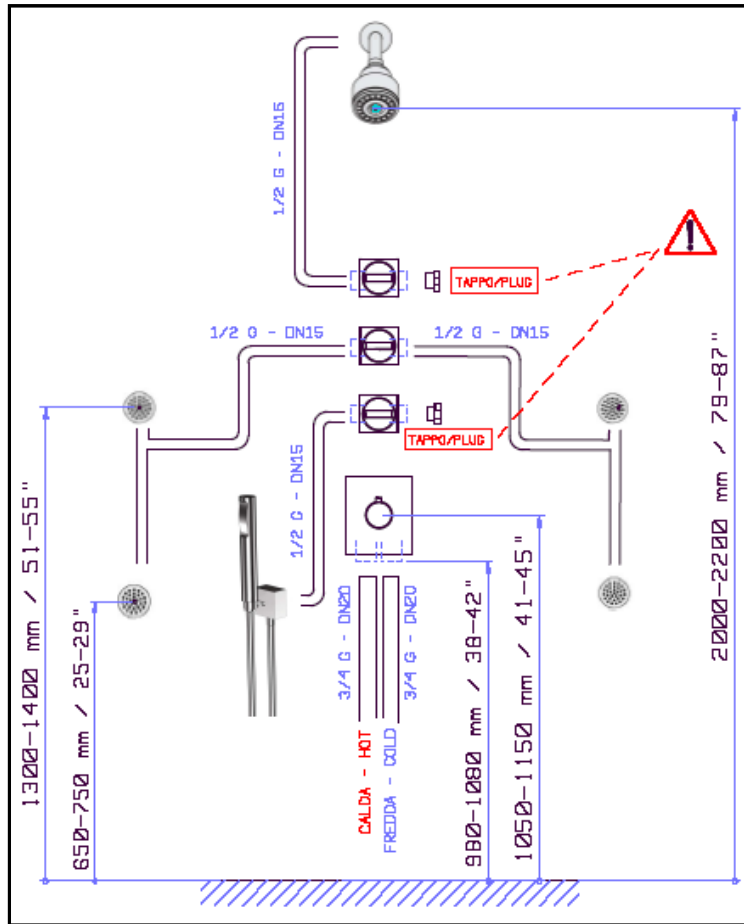 1/2 G - DN15
TAPPO/PLUG
1/2 G - DN15
1/2 G - DN15
TAPPO/PLUG
1/2 G - DN15
3/4 G - DN20
3/4 G - DN20
CALDA - HOT
FREDDA - COLD
1300-1400 mm / 51-55"
650-750 mm / 25-29"
980-1080 mm / 38-42"
1050-1150 mm / 41-45"
2000-2200 mm / 79-87"
!